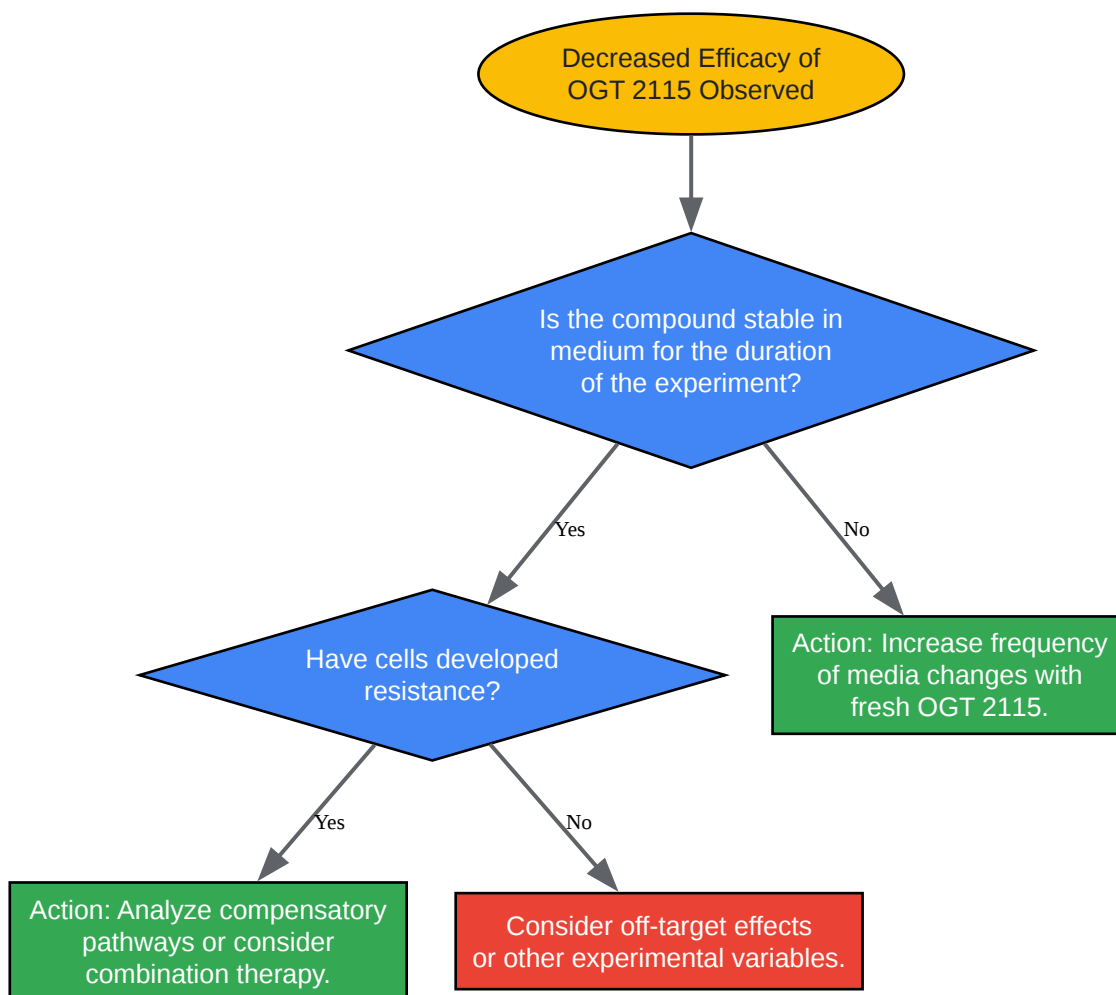 Decreased Efficacy of
OGT 2115 Observed
Is the compound stable in
medium for the duration
of the experiment?
Yes
No
Have cells developed
resistance?
Action: Increase frequency
of media changes with
fresh OGT 2115.
Yes
No
Action: Analyze compensatory
pathways or consider
combination therapy.
Consider off-target effects
or other experimental variables.